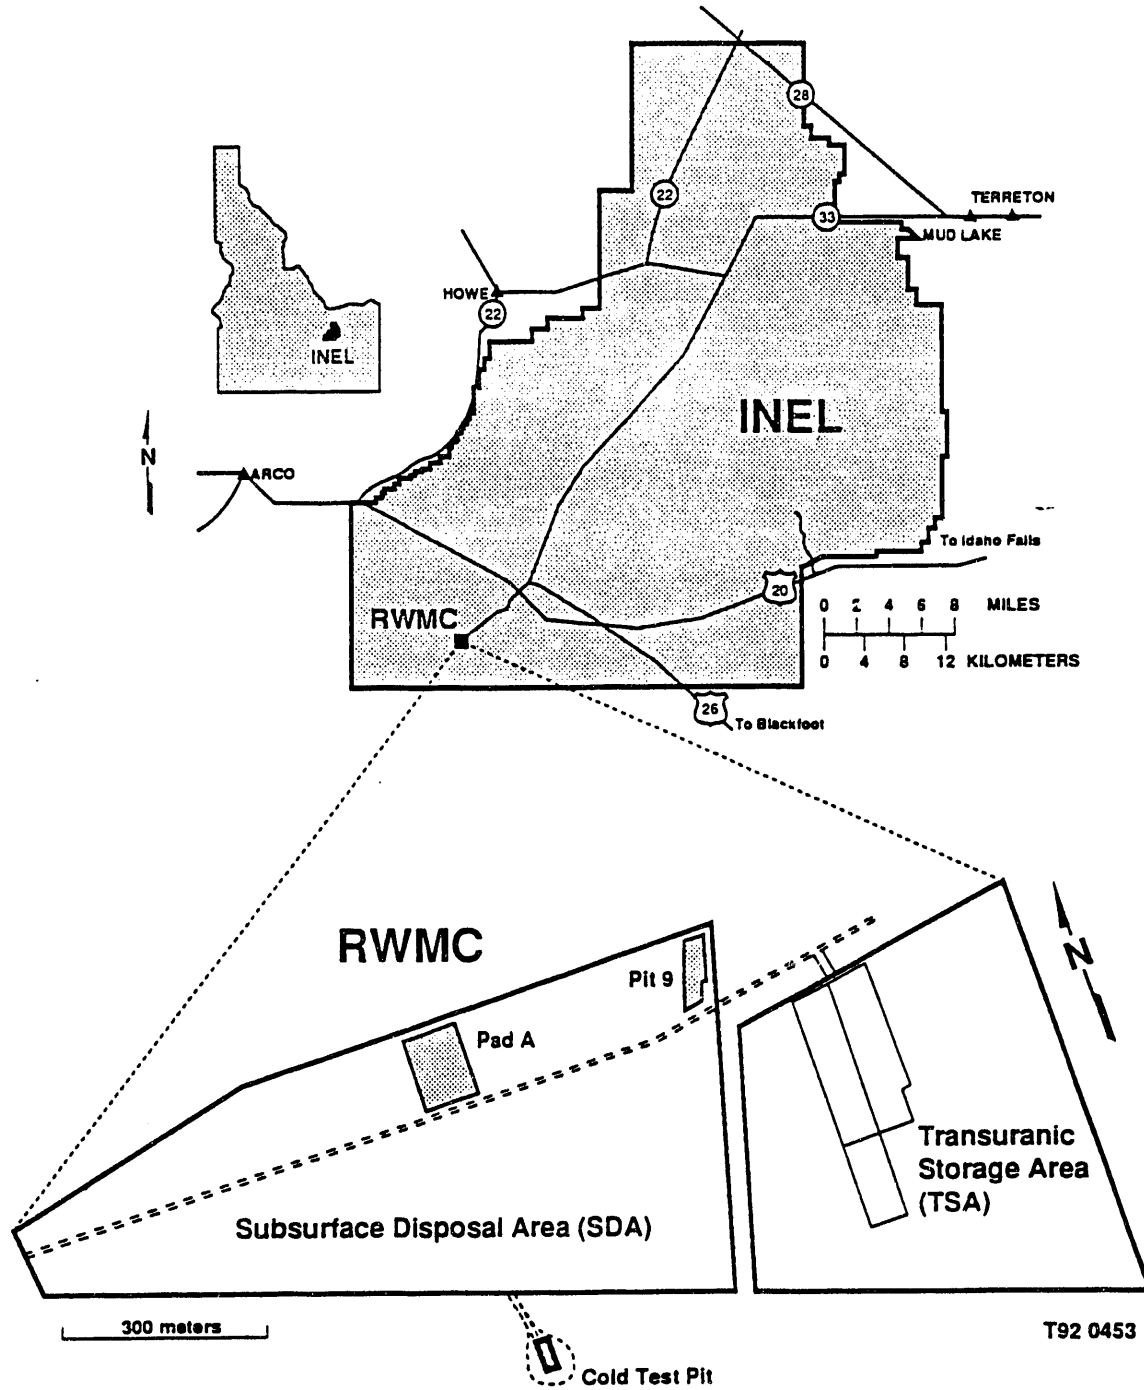 28
22
TERRETON
33
MUD LAKE
HOWE
22
INEL
INEL
N
ARCO
To Idaho Falls
20
RWMC
0 2 4 6 8 MILES
0 4 8 12 KILOMETERS
26
To Blackfoot
RWMC
N
Pit 9
Pad A
Transuranic
Storage Area
(TSA)
Subsurface Disposal Area (SDA)
300 meters
T92 0453
Cold Test Pit